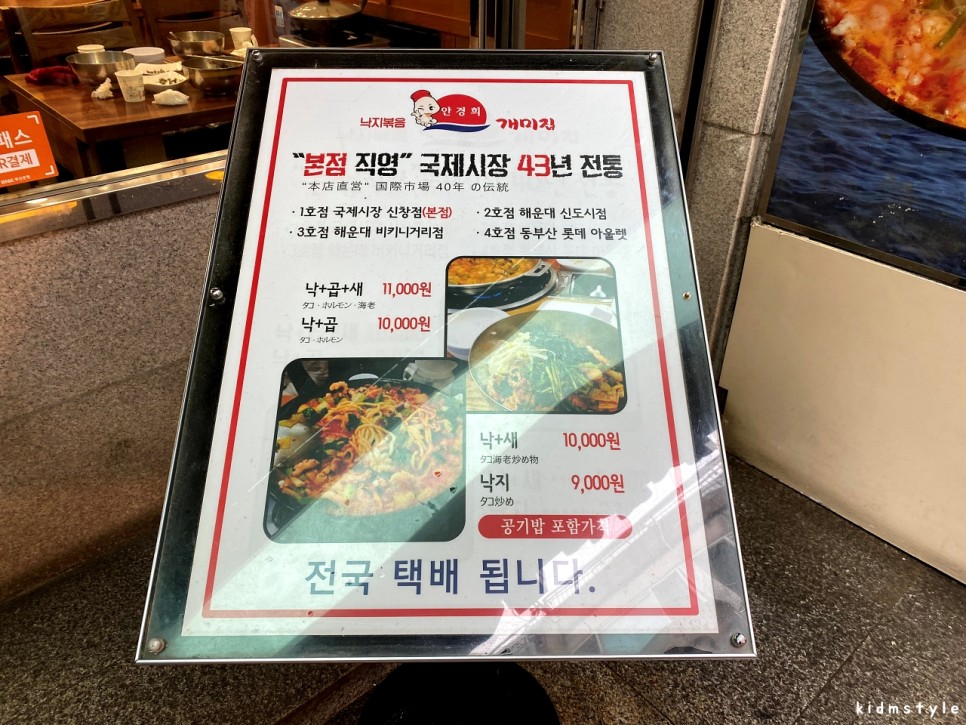 낙지볶음 안경희 개미집
"본점 직영" 국제시장 43년 전통
"本店直営" 国際市場 40年 の伝統
· 1호점 국제시장 신창점(본점) · 2호점 해운대 신도시점
· 3호점 해운대 비키니거리점 · 4호점 동부산 롯데 아울렛
낙+곱+새 11,000원
タコ · ホルモン · 海老
낙+곱 10,000원
タコ · ホルモン
낙+새 10,000원
タコ海老炒め物
낙지 9,000원
タコ炒め
공기밥 포함가격
전국 택배 됩니다.
패스
R결제
kidmstyle